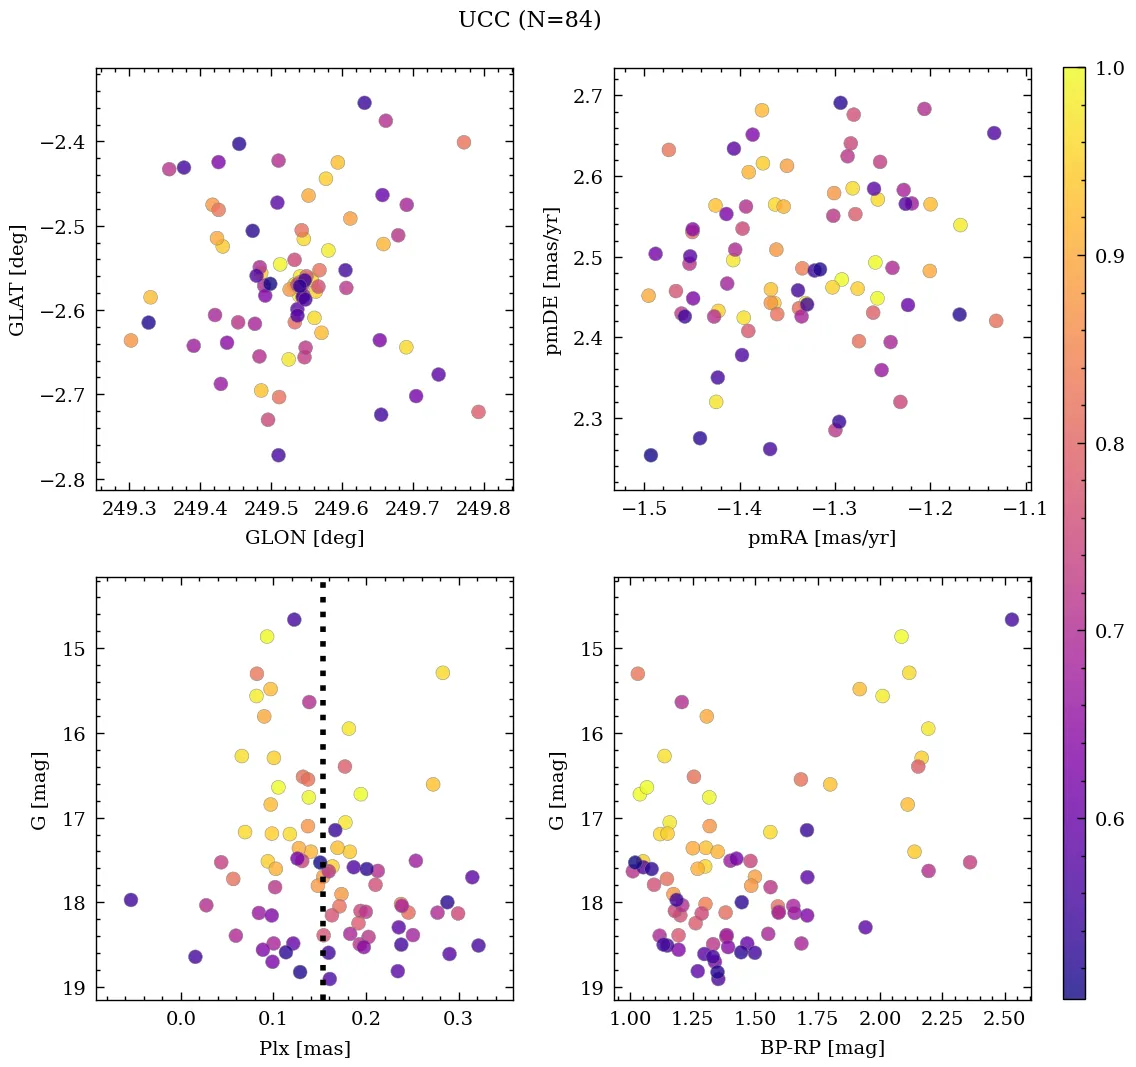 UCC (N=84)
−2.4
−2.5
−2.6
−2.7
−2.8
GLAT [deg]
249.3 249.4 249.5 249.6 249.7 249.8
GLON [deg]
2.7
2.6
2.5
2.4
2.3
pmDE [mas/yr]
−1.5 −1.4 −1.3 −1.2 −1.1
pmRA [mas/yr]
15
16
17
18
19
G [mag]
0.0 0.1 0.2 0.3
Plx [mas]
15
16
17
18
19
G [mag]
1.00 1.25 1.50 1.75 2.00 2.25 2.50
BP-RP [mag]
1.0
0.9
0.8
0.7
0.6